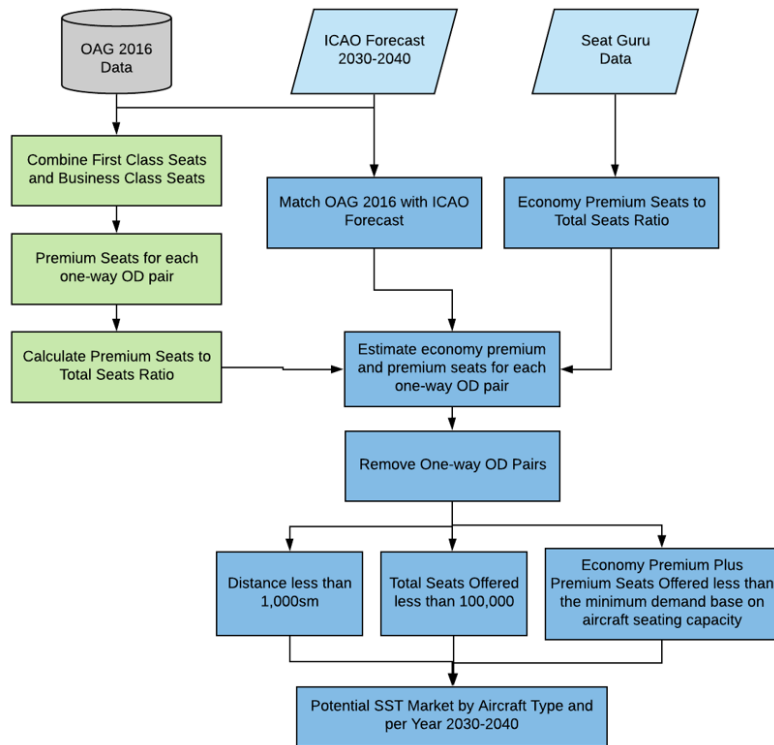 OAG 2016
Data
ICAO Forecast
2030-2040
Seat Guru
Data
Combine First Class Seats
and Business Class Seats
Match OAG 2016 with ICAO
Forecast
Economy Premium Seats to
Total Seats Ratio
Premium Seats for each
one-way OD pair
Calculate Premium Seats to
Total Seats Ratio
Estimate economy premium
and premium seats for each
one-way OD pair
Remove One-way OD Pairs
Distance less than
1,000sm
Total Seats Offered
less than 100,000
Economy Premium Plus
Premium Seats Offered less than
the minimum demand base on
aircraft seating capacity
Potential SST Market by Aircraft Type and
per Year 2030-2040